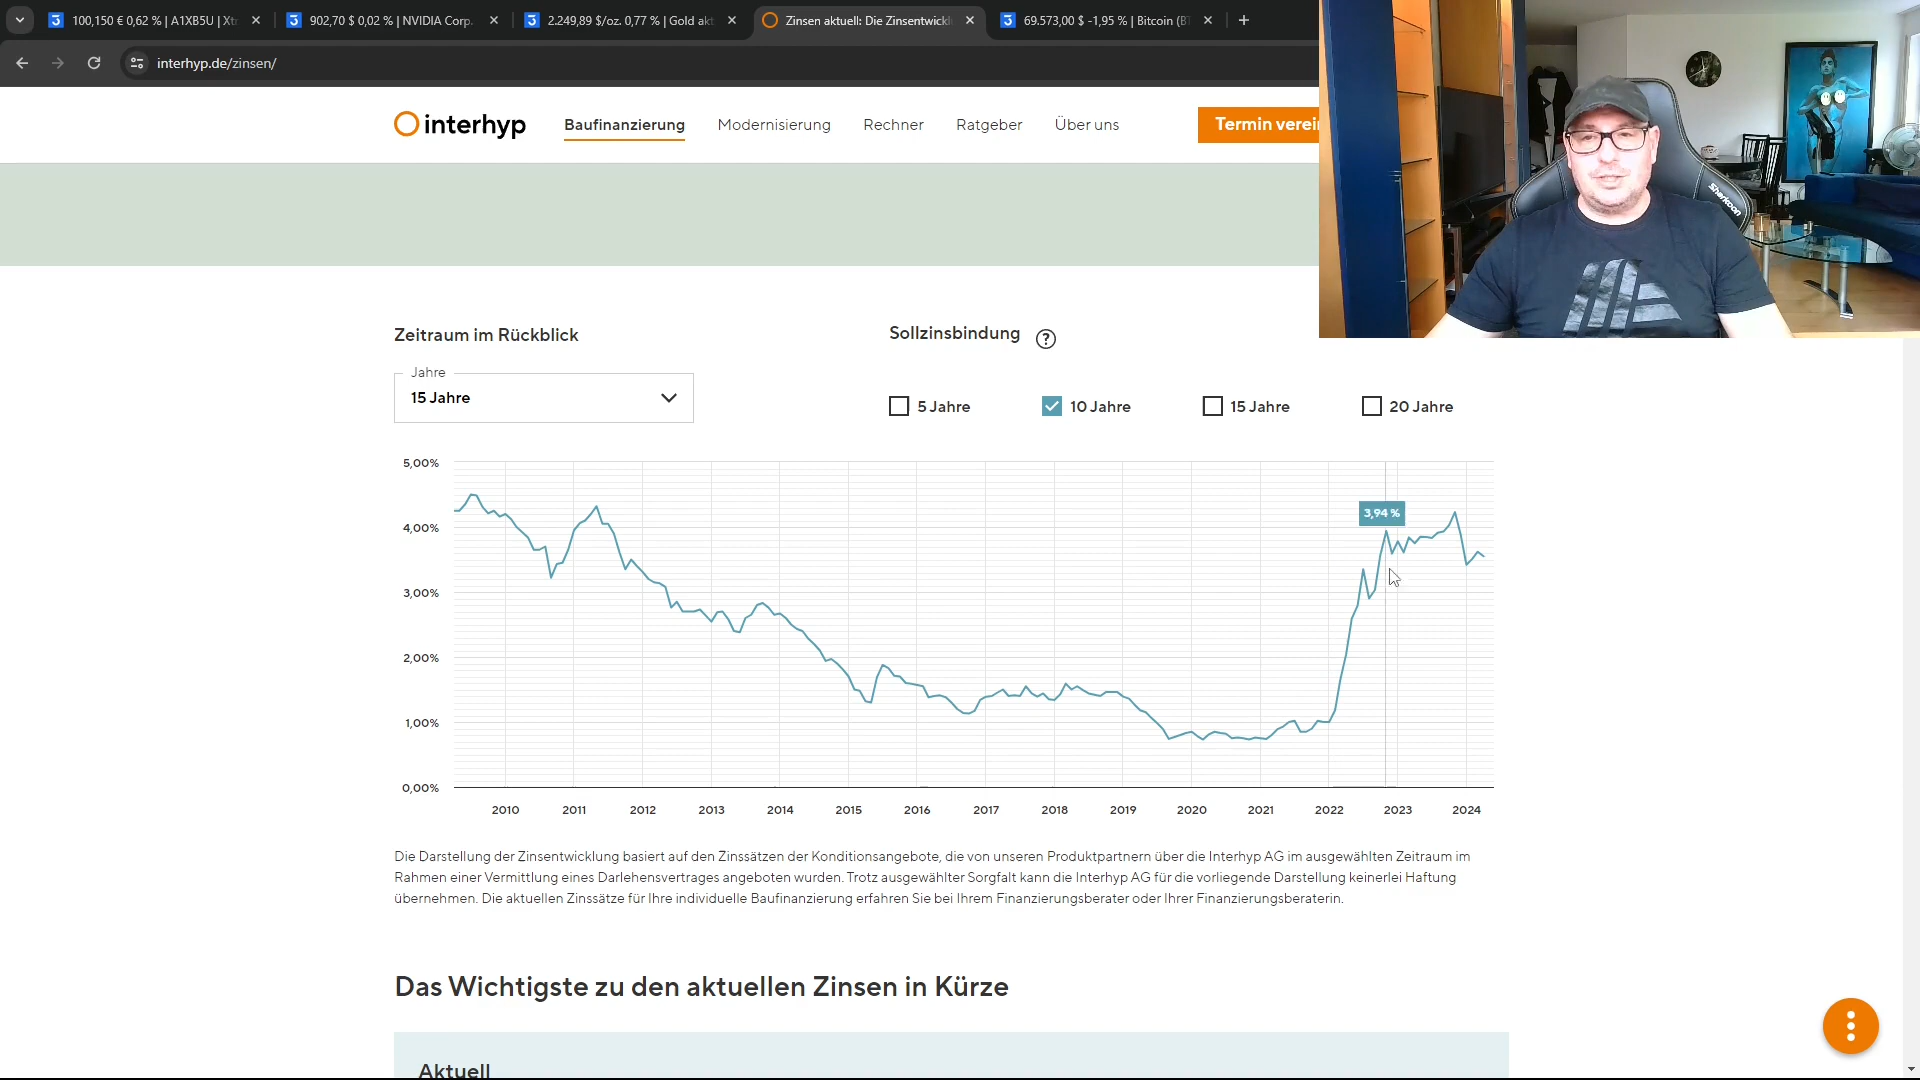 100,150 € 0,62 % | A1XB5U | Xtr
902,70 $ 0,02 % | NVIDIA Corp.
2.249,89 $/oz. 0,77 % | Gold akt
Zinsen aktuell: Die Zinsentwickl
69.573,00 $ -1,95 % | Bitcoin (BT
interhyp.de/zinsen/
interhyp
Baufinanzierung
Modernisierung
Rechner
Ratgeber
Über uns
Termin verein
Sharkoon
Zeitraum im Rückblick
Sollzinsbindung
?
Jahre
15 Jahre
5 Jahre
10 Jahre
15 Jahre
20 Jahre
5,00%
4,00%
3,00%
2,00%
1,00%
0,00%
3,94 %
2010 2011 2012 2013 2014 2015 2016 2017 2018 2019 2020 2021 2022 2023 2024
Die Darstellung der Zinsentwicklung basiert auf den Zinssätzen der Konditionsangebote, die von unseren Produktpartnern über die Interhyp AG im ausgewählten Zeitraum im
Rahmen einer Vermittlung eines Darlehensvertrages angeboten wurden. Trotz ausgewählter Sorgfalt kann die Interhyp AG für die vorliegende Darstellung keinerlei Haftung
übernehmen. Die aktuellen Zinssätze für Ihre individuelle Baufinanzierung erfahren Sie bei Ihrem Finanzierungsberater oder Ihrer Finanzierungsberaterin.
Das Wichtigste zu den aktuellen Zinsen in Kürze
Aktuell